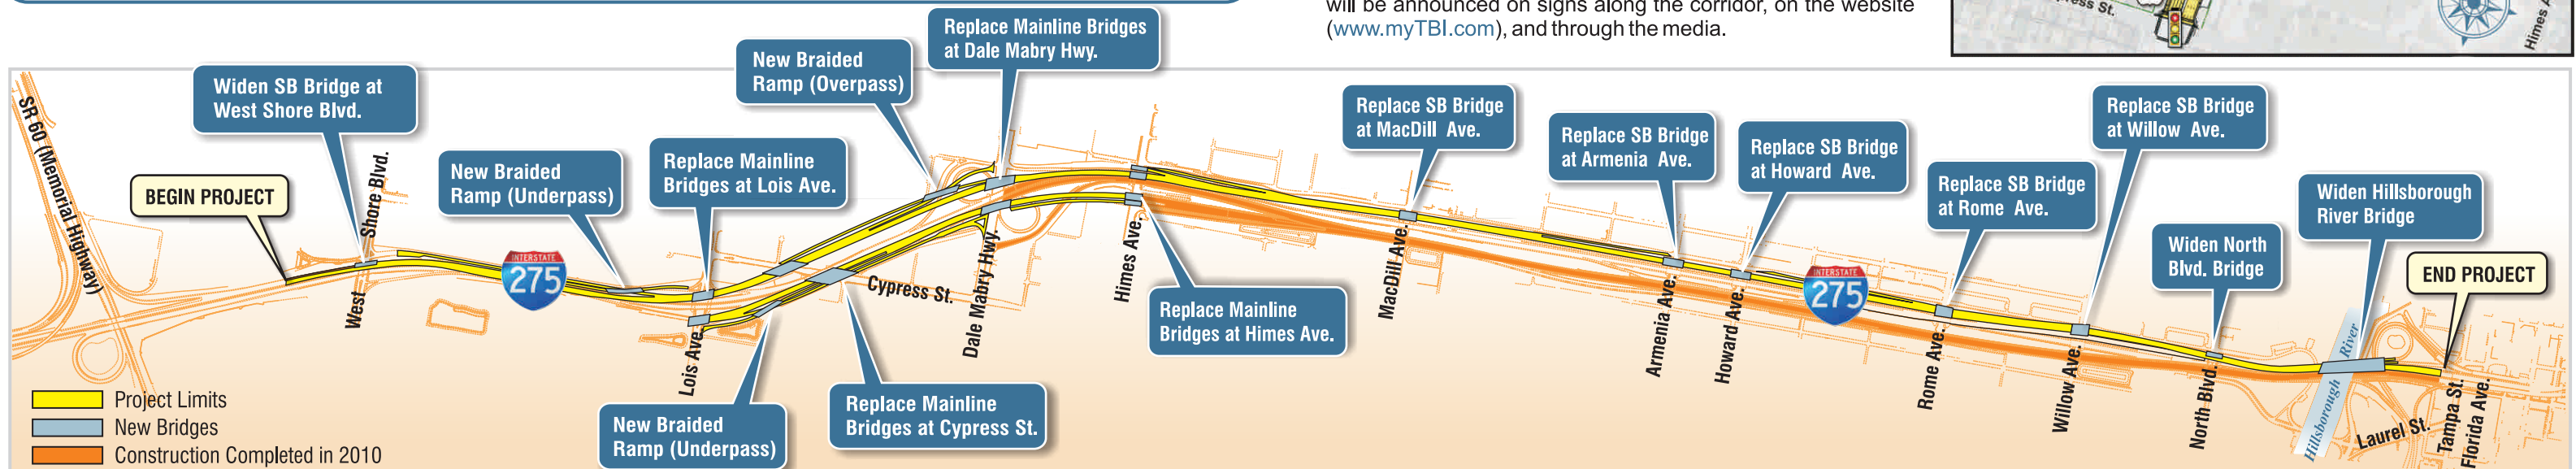 will be announced on signs along the corridor, on the website
(www.myTBI.com), and through the media.
Himes
SR 60 (Memorial Highway)
BEGIN PROJECT
Widen SB Bridge at
West Shore Blvd.
West Shore Blvd.
New Braided
Ramp (Underpass)
INTERSTATE
275
Replace Mainline
Bridges at Lois Ave.
Lois Ave.
New Braided
Ramp (Overpass)
Replace Mainline Bridges
at Dale Mabry Hwy.
New Braided
Ramp (Underpass)
Replace Mainline
Bridges at Cypress St.
Cypress St.
Dale Mabry Hwy.
Himes Ave.
Replace Mainline
Bridges at Himes Ave.
Replace SB Bridge
at MacDill Ave.
MacDill Ave.
Replace SB Bridge
at Armenia Ave.
Armenia Ave.
Replace SB Bridge
at Howard Ave.
Howard Ave.
INTERSTATE
275
Replace SB Bridge
at Rome Ave.
Rome Ave.
Replace SB Bridge
at Willow Ave.
Willow Ave.
Widen North
Blvd. Bridge
North Blvd.
Widen Hillsborough
River Bridge
Hillsborough River
END PROJECT
Laurel St.
Tampa St.
Florida Ave.
Project Limits
New Bridges
Construction Completed in 2010